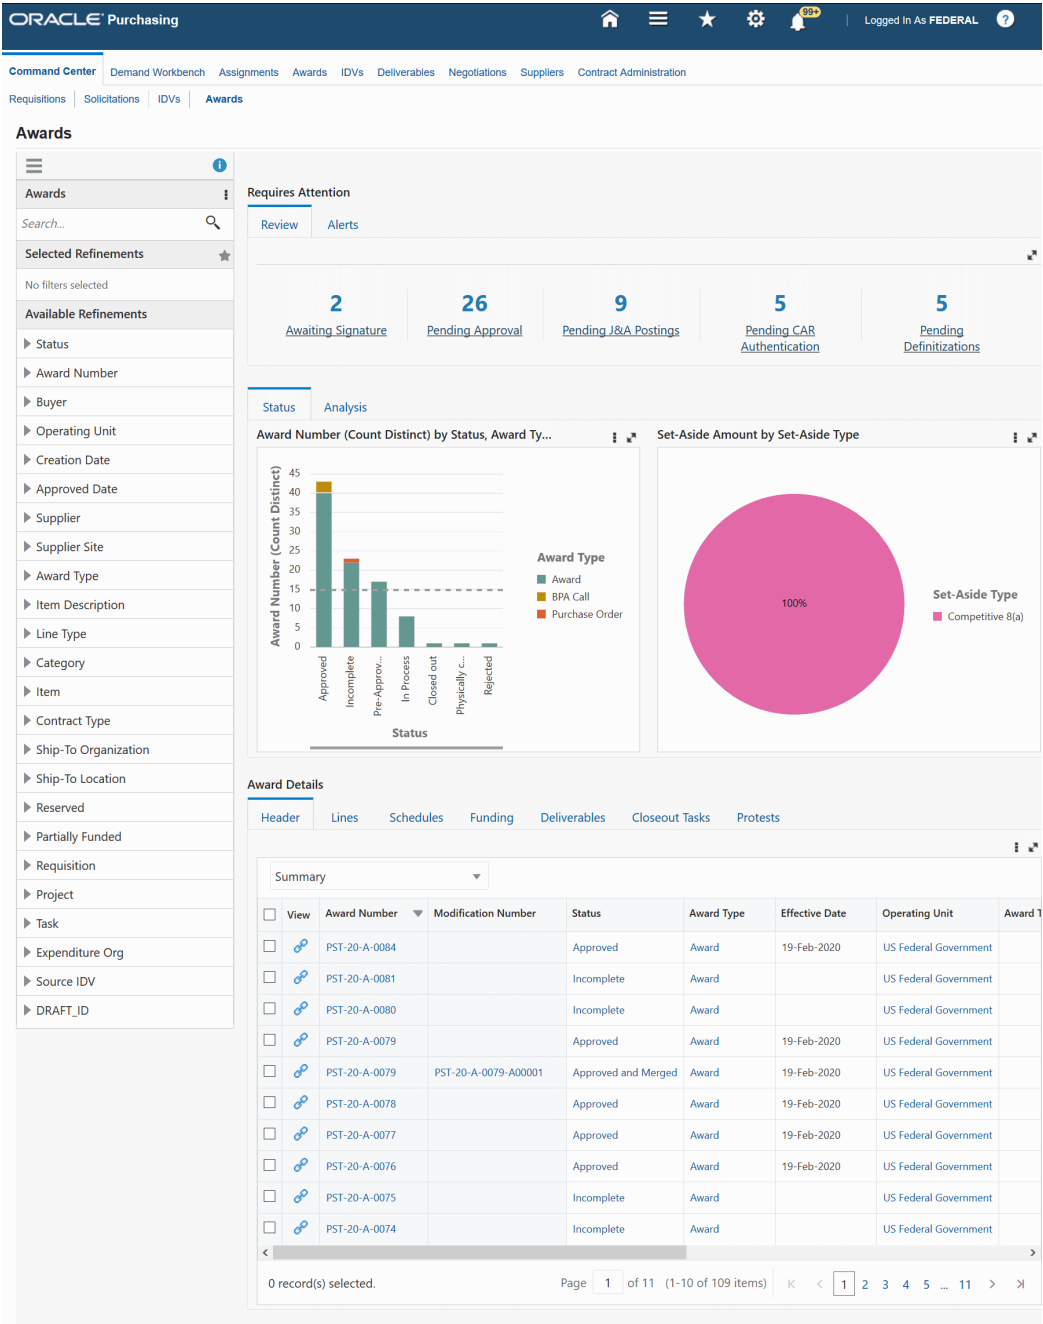 ORACLE® Purchasing
99+
Logged In As FEDERAL
?
Command Center Demand Workbench Assignments Awards IDVs Deliverables Negotiations Suppliers Contract Administration
Requisitions Solicitations IDVs Awards
Awards
i
Awards
Search...
Selected Refinements
No filters selected
Available Refinements
Status
Award Number
Buyer
Operating Unit
Creation Date
Approved Date
Supplier
Supplier Site
Award Type
Item Description
Line Type
Category
Item
Contract Type
Ship-To Organization
Ship-To Location
Reserved
Partially Funded
Requisition
Project
Task
Expenditure Org
Source IDV
DRAFT_ID
Requires Attention
Review Alerts
2 26 9 5 5
Awaiting Signature Pending Approval Pending J&A Postings Pending CAR Pending
Authentication Definitizations
Status Analysis
Award Number (Count Distinct) by Status, Award Ty...
Award Number (Count Distinct)
45
40
35
30
25
20
15
10
5
0
Approved
Incomplete
Pre-Approv...
In Process
Closed out
Physically c...
Rejected
Status
Award Type
Award
BPA Call
Purchase Order
Set-Aside Amount by Set-Aside Type
100%
Set-Aside Type
Competitive 8(a)
Award Details
Header Lines Schedules Funding Deliverables Closeout Tasks Protests
Summary
View Award Number Modification Number Status Award Type Effective Date Operating Unit Award T
PST-20-A-0084 Approved Award 19-Feb-2020 US Federal Government
PST-20-A-0081 Incomplete Award US Federal Government
PST-20-A-0080 Incomplete Award US Federal Government
PST-20-A-0079 Approved Award 19-Feb-2020 US Federal Government
PST-20-A-0079 PST-20-A-0079-A00001 Approved and Merged Award 19-Feb-2020 US Federal Government
PST-20-A-0078 Approved Award 19-Feb-2020 US Federal Government
PST-20-A-0077 Approved Award 19-Feb-2020 US Federal Government
PST-20-A-0076 Approved Award 19-Feb-2020 US Federal Government
PST-20-A-0075 Incomplete Award US Federal Government
PST-20-A-0074 Incomplete Award US Federal Government
0 record(s) selected. Page 1 of 11 (1-10 of 109 items) 1 2 3 4 5 ... 11